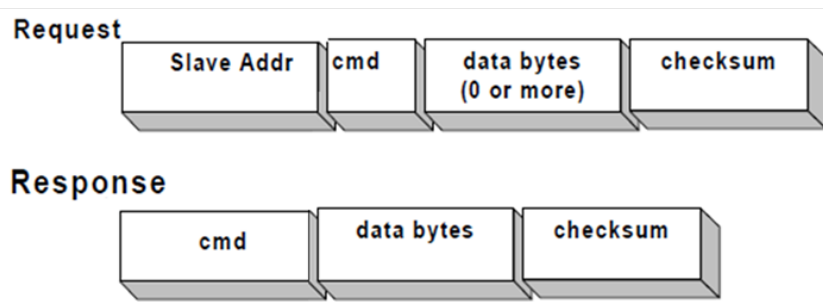 Request
Slave Addr
cmd
data bytes
(0 or more)
checksum
Response
cmd
data bytes
checksum